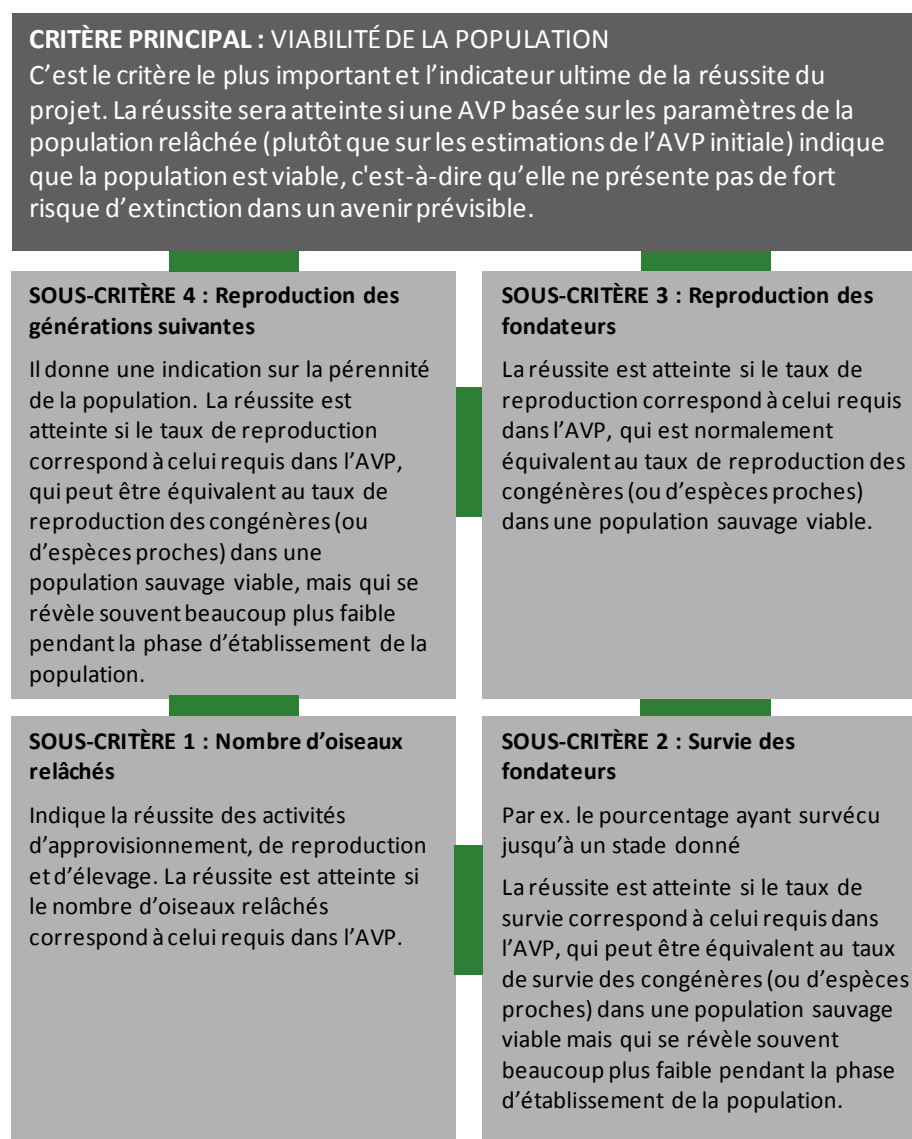 CRITÈRE PRINCIPAL : VIABILITÉ DE LA POPULATION
C’est le critère le plus important et l’indicateur ultime de la réussite du
projet. La réussite sera atteinte si une AVP basée sur les paramètres de la
population relâchée (plutôt que sur les estimations de l’AVP initiale) indique
que la population est viable, c'est-à-dire qu’elle ne présente pas de fort
risque d’extinction dans un avenir prévisible.
SOUS-CRITÈRE 4 : Reproduction des
générations suivantes
Il donne une indication sur la pérennité
de la population. La réussite est
atteinte si le taux de reproduction
correspond à celui requis dans l’AVP,
qui peut être équivalent au taux de
reproduction des congénères (ou
d’espèces proches) dans une
population sauvage viable, mais qui se
révèle souvent beaucoup plus faible
pendant la phase d’établissement de la
population.
SOUS-CRITÈRE 3 : Reproduction des
fondateurs
La réussite est atteinte si le taux de
reproduction correspond à celui requis
dans l’AVP, qui est normalement
équivalent au taux de reproduction des
congénères (ou d’espèces proches)
dans une population sauvage viable.
SOUS-CRITÈRE 1 : Nombre d’oiseaux
relâchés
Indique la réussite des activités
d’approvisionnement, de reproduction
et d’élevage. La réussite est atteinte si
le nombre d’oiseaux relâchés
correspond à celui requis dans l’AVP.
SOUS-CRITÈRE 2 : Survie des
fondateurs
Par ex. le pourcentage ayant survécu
jusqu’à un stade donné
La réussite est atteinte si le taux de
survie correspond à celui requis dans
l’AVP, qui peut être équivalent au taux
de survie des congénères (ou d’espèces
proches) dans une population sauvage
viable mais qui se révèle souvent
beaucoup plus faible pendant la phase
d’établissement de la population.